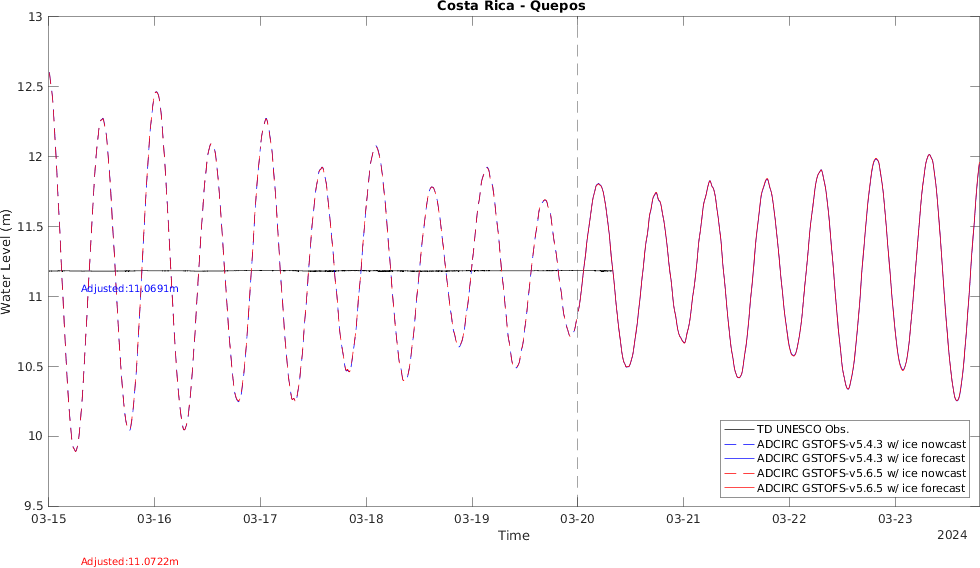 Costa Rica - Quepos
13
12.5
12
11.5
11
10.5
10
9.5
Water Level (m)
Adjusted:11.0691m
TD UNESCO Obs.
ADCIRC GSTOFS-v5.4.3 w/ ice nowcast
ADCIRC GSTOFS-v5.4.3 w/ ice forecast
ADCIRC GSTOFS-v5.6.5 w/ ice nowcast
ADCIRC GSTOFS-v5.6.5 w/ ice forecast
03-15 03-16 03-17 03-18 03-19 03-20 03-21 03-22 03-23
Time
2024
Adjusted:11.0722m